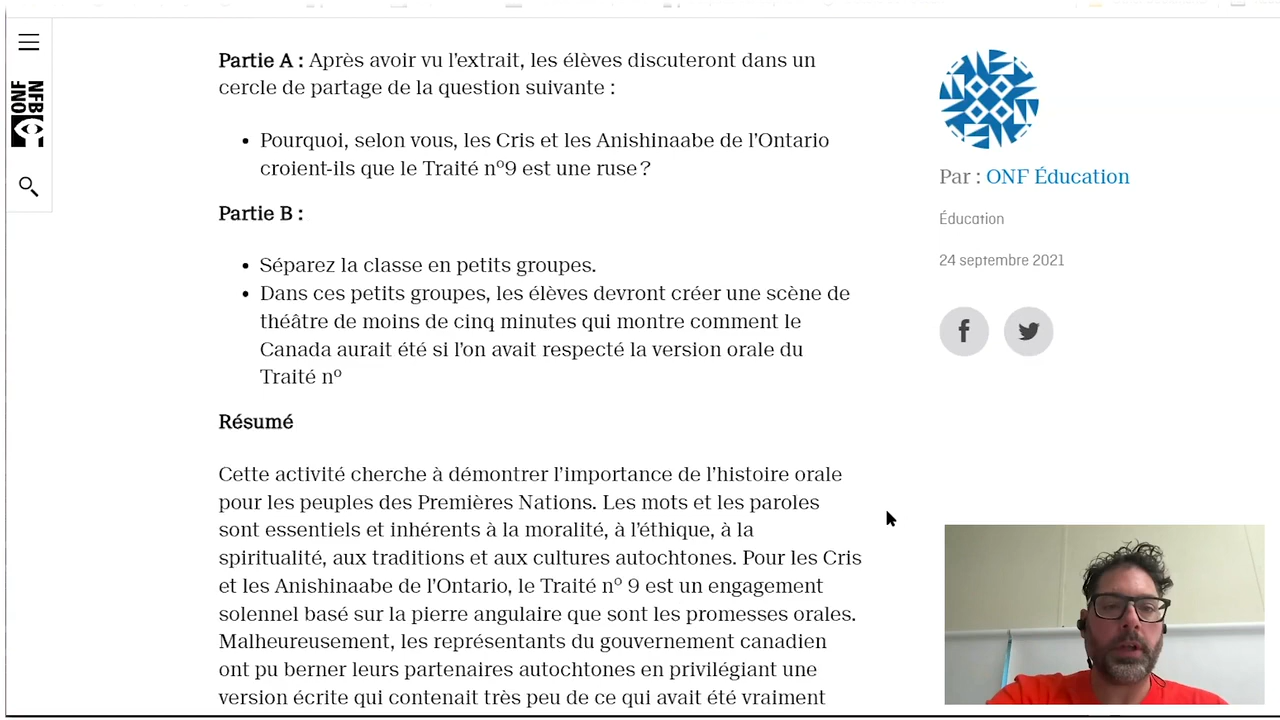 NFB
ONF
Partie A : Après avoir vu l'extrait, les élèves discuteront dans un
cercle de partage de la question suivante :
• Pourquoi, selon vous, les Cris et les Anishinaabe de l'Ontario
croient-ils que le Traité nº9 est une ruse ?
Partie B :
• Séparez la classe en petits groupes.
• Dans ces petits groupes, les élèves devront créer une scène de
théâtre de moins de cinq minutes qui montre comment le
Canada aurait été si l'on avait respecté la version orale du
Traité nº
Résumé
Cette activité cherche à démontrer l'importance de l'histoire orale
pour les peuples des Premières Nations. Les mots et les paroles
sont essentiels et inhérents à la moralité, à l'éthique, à la
spiritualité, aux traditions et aux cultures autochtones. Pour les Cris
et les Anishinaabe de l'Ontario, le Traité nº 9 est un engagement
solennel basé sur la pierre angulaire que sont les promesses orales.
Malheureusement, les représentants du gouvernement canadien
ont pu berner leurs partenaires autochtones en privilégiant une
version écrite qui contenait très peu de ce qui avait été vraiment
Par : ONF Éducation
Éducation
24 septembre 2021